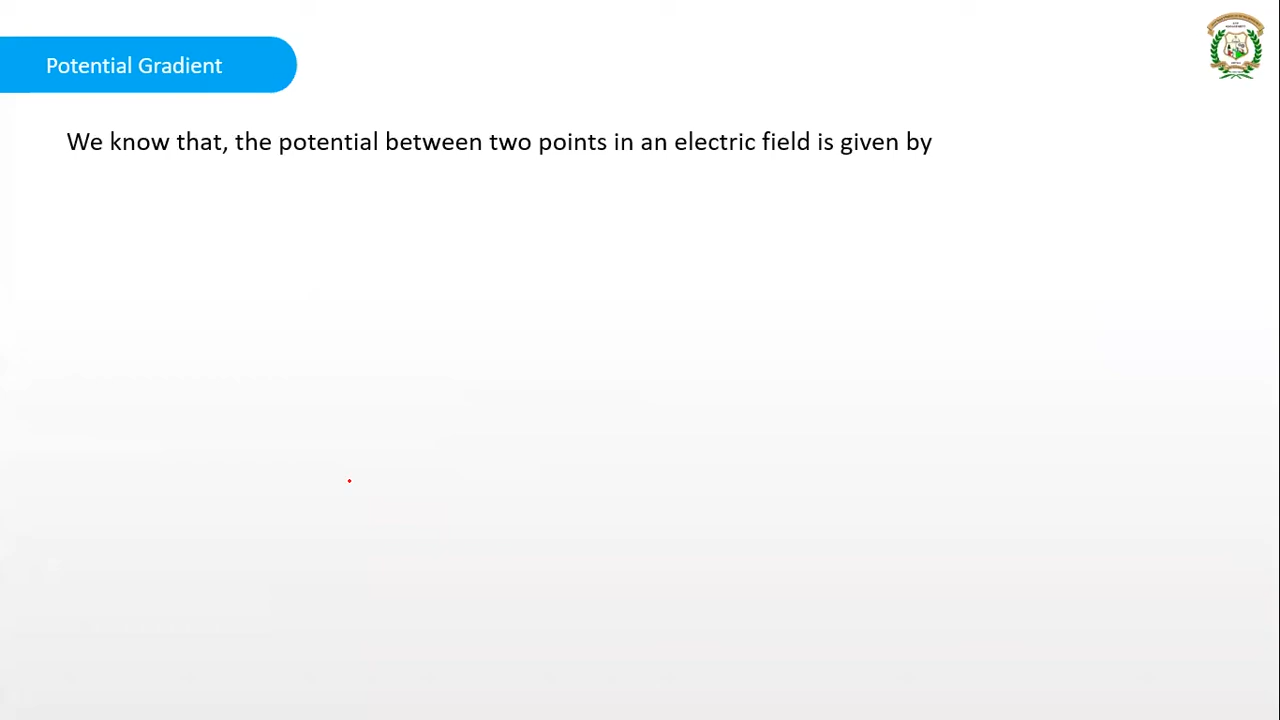 Potential Gradient
We know that, the potential between two points in an electric field is given by